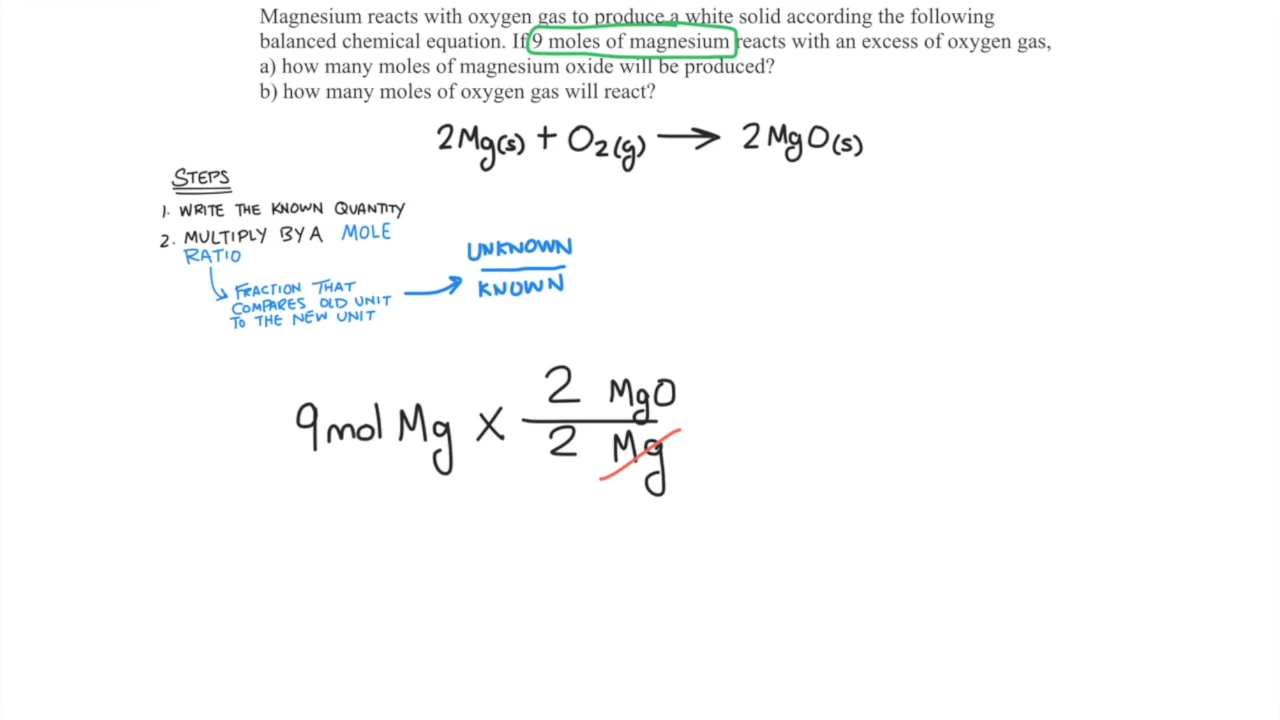 Magnesium reacts with oxygen gas to produce a white solid according the following
balanced chemical equation. If 9 moles of magnesium reacts with an excess of oxygen gas,
a) how many moles of magnesium oxide will be produced?
b) how many moles of oxygen gas will react?
2Mg(s) + O₂(g) → 2MgO(s)
STEPS
1. WRITE THE KNOWN QUANTITY
2. MULTIPLY BY A MOLE
RATIO
FRACTION THAT
COMPARES OLD UNIT
TO THE NEW UNIT
UNKNOWN
KNOWN
2 MgO
9mol Mg ×
2 Mg